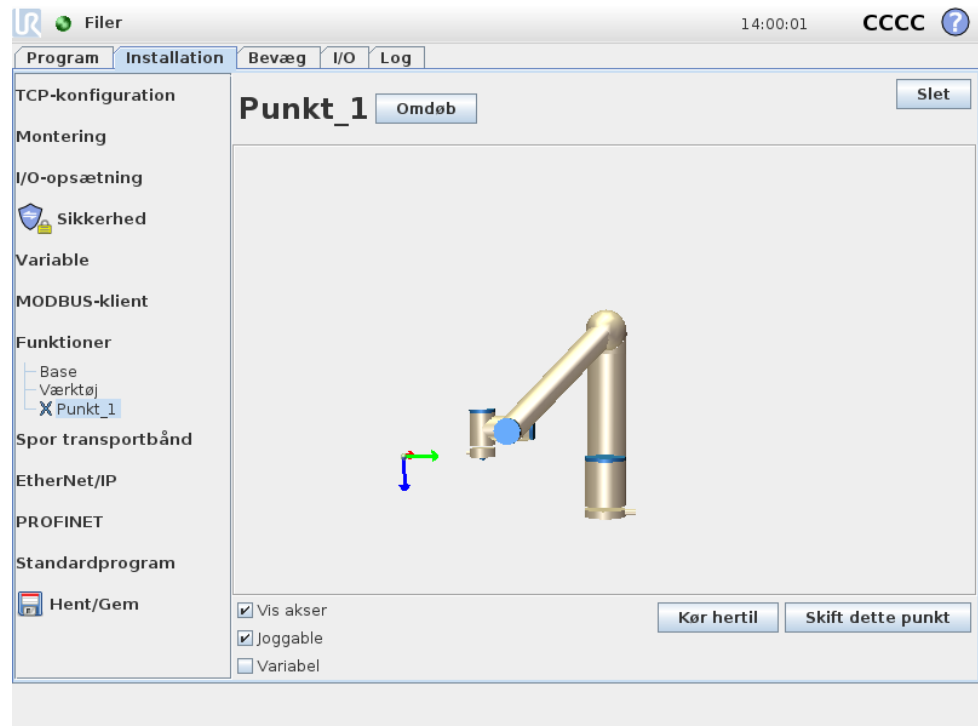 UR Filer 14:00:01 CCCC ?
Program Installation Bevæg I/O Log
TCP-konfiguration
Montering
I/O-opsætning
Sikkerhed
Variable
MODBUS-klient
Funktioner
Base
Værktøj
Punkt_1
Spor transportbånd
EtherNet/IP
PROFINET
Standardprogram
Hent/Gem
Punkt_1 Omdøb Slet
Vis akser
Joggable
Variabel
Kør hertil Skift dette punkt